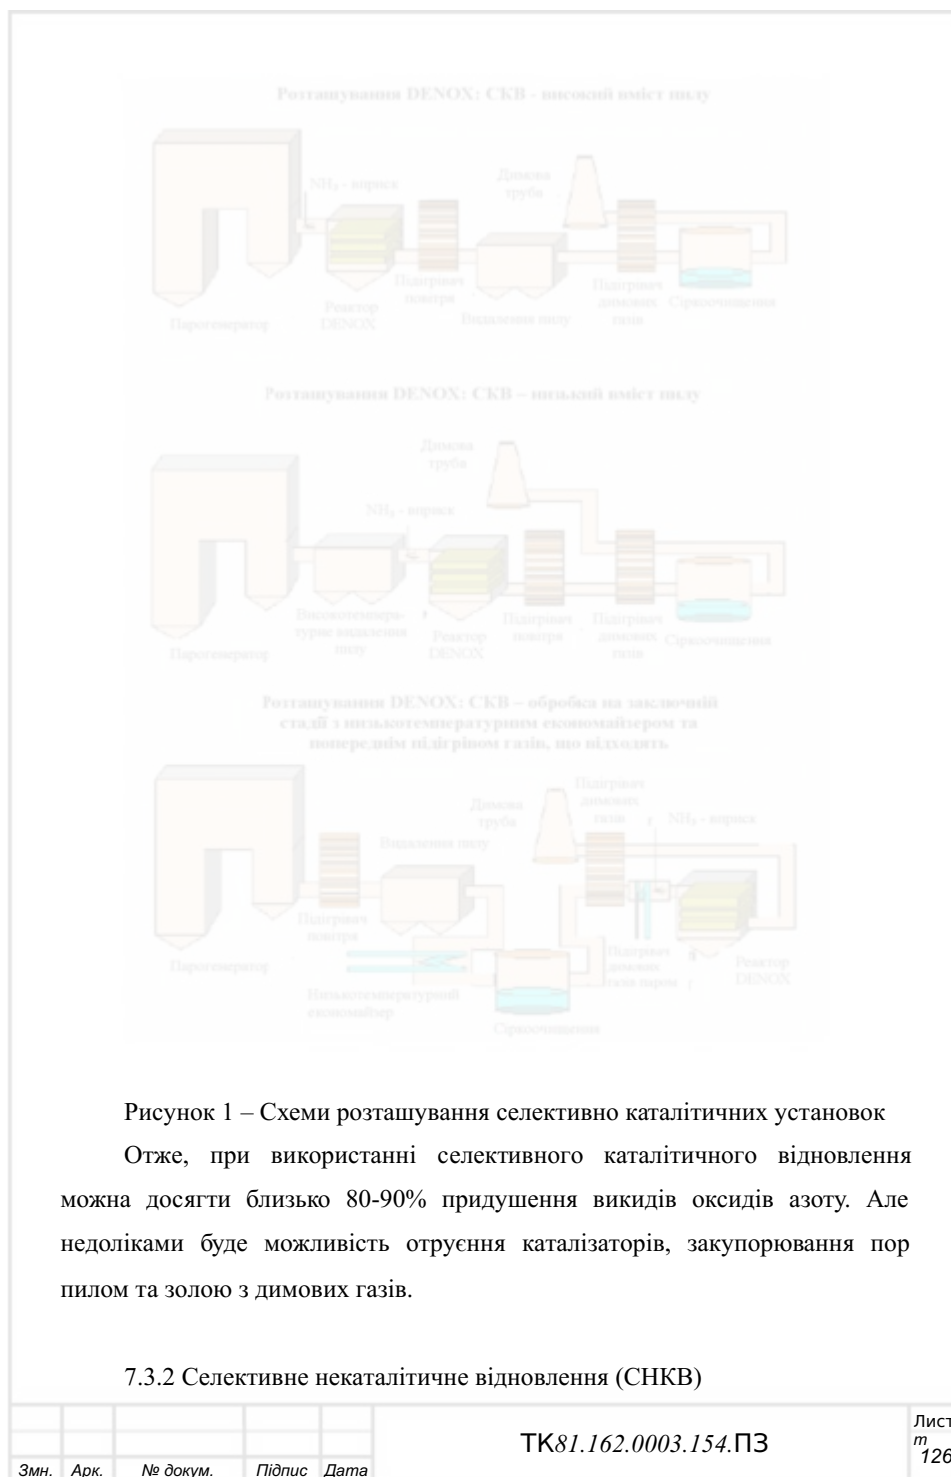 Розташування DENOX: СКВ - високий вміст пилу
Димова
труба
NH₃ - вприск
Підігрівач
повітря
Підігрівач
димових
газів
Сіркоочищення
Реактор
DENOX
Видалення пилу
Парогенератор
Розташування DENOX: СКВ – низький вміст пилу
Димова
труба
NH₃ - вприск
Високотемпера-
турне видалення
пилу
Реактор
DENOX
Підігрівач
повітря
Підігрівач
димових
газів
Сіркоочищення
Парогенератор
Розташування DENOX: СКВ – обробка на заключній
стадії з низькотемпературним економайзером та
попереднім підігрівом газів, що відходять
Підігрівач
димових
газів
Димова
труба
NH₃ - вприск
Видалення пилу
Підігрівач
повітря
Парогенератор
Підігрівач
димових
газів паром
Реактор
DENOX
Низькотемпературний
економайзер
Сіркоочищення
Рисунок 1 – Схеми розташування селективно каталітичних установок
Отже, при використанні селективного каталітичного відновлення
можна досягти близько 80-90% придушення викидів оксидів азоту. Але
недоліками буде можливість отруєння каталізаторів, закупорювання пор
пилом та золою з димових газів.
7.3.2 Селективне некаталітичне відновлення (СНКВ)
ТК81.162.0003.154.ПЗ
Лист
т
126
Змн. Арк. № докум. Підпис Дата